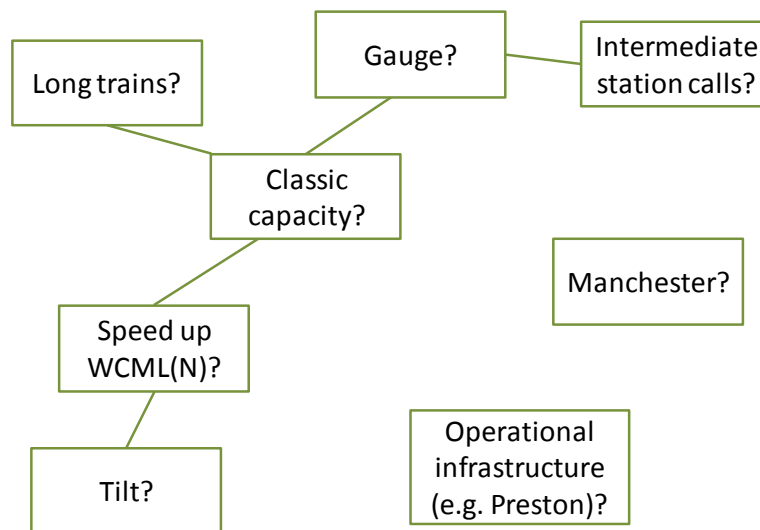 Long trains?
Gauge?
Intermediate
station calls?
Classic
capacity?
Manchester?
Speed up
WCML(N)?
Operational
infrastructure
(e.g. Preston)?
Tilt?